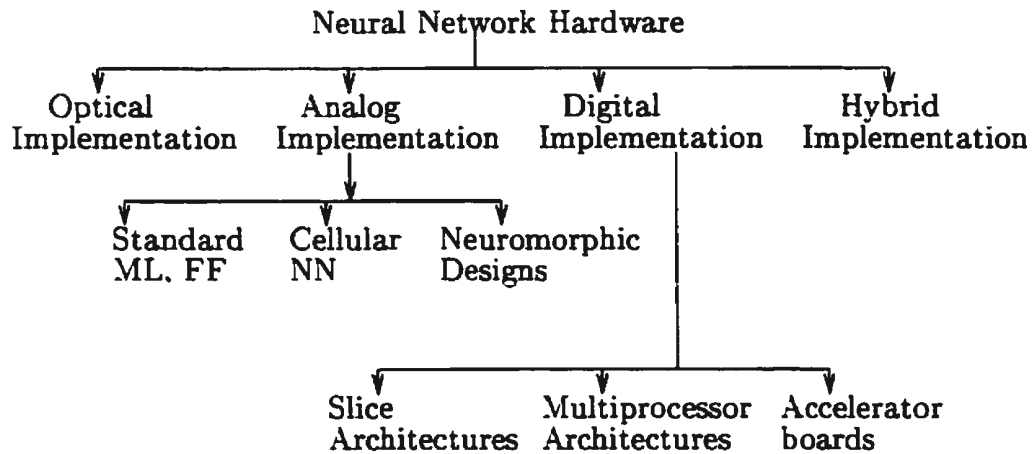 Neural Network Hardware
Optical Implementation
Analog Implementation
Digital Implementation
Hybrid Implementation
Standard ML, FF
Cellular NN
Neuromorphic Designs
Slice Architectures
Multiprocessor Architectures
Accelerator boards